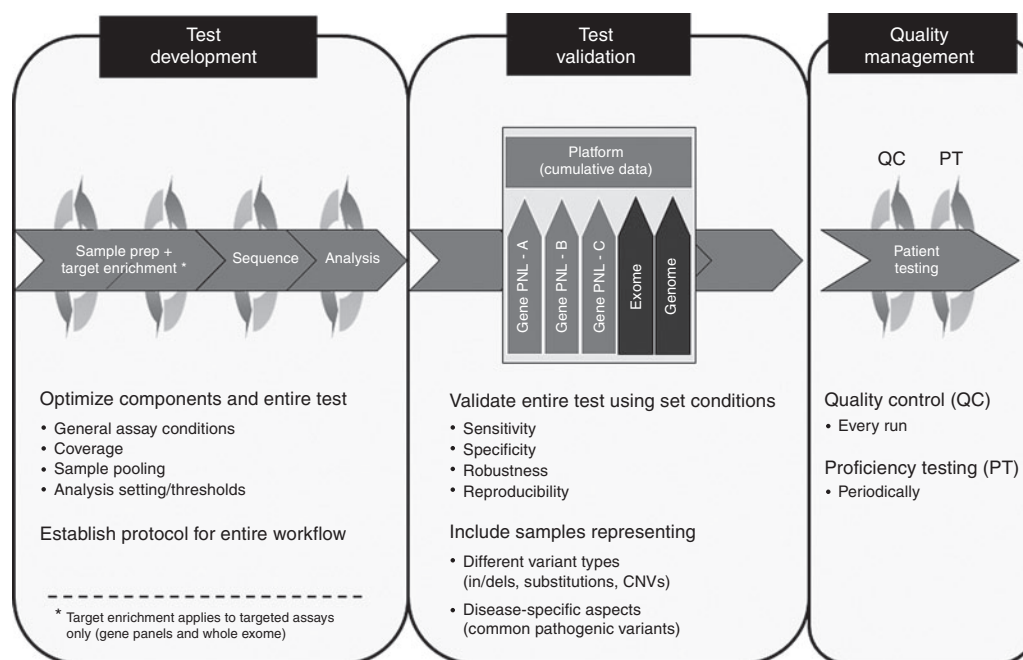 Test
development
Sample prep +
target enrichment *
Sequence
Analysis
Optimize components and entire test
• General assay conditions
• Coverage
• Sample pooling
• Analysis setting/thresholds
Establish protocol for entire workflow
* Target enrichment applies to targeted assays
only (gene panels and whole exome)
Test
validation
Platform
(cumulative data)
Gene PNL - A
Gene PNL - B
Gene PNL - C
Exome
Genome
Validate entire test using set conditions
• Sensitivity
• Specificity
• Robustness
• Reproducibility
Include samples representing
• Different variant types
(in/dels, substitutions, CNVs)
• Disease-specific aspects
(common pathogenic variants)
Quality
management
QC
PT
Patient
testing
Quality control (QC)
• Every run
Proficiency testing (PT)
• Periodically